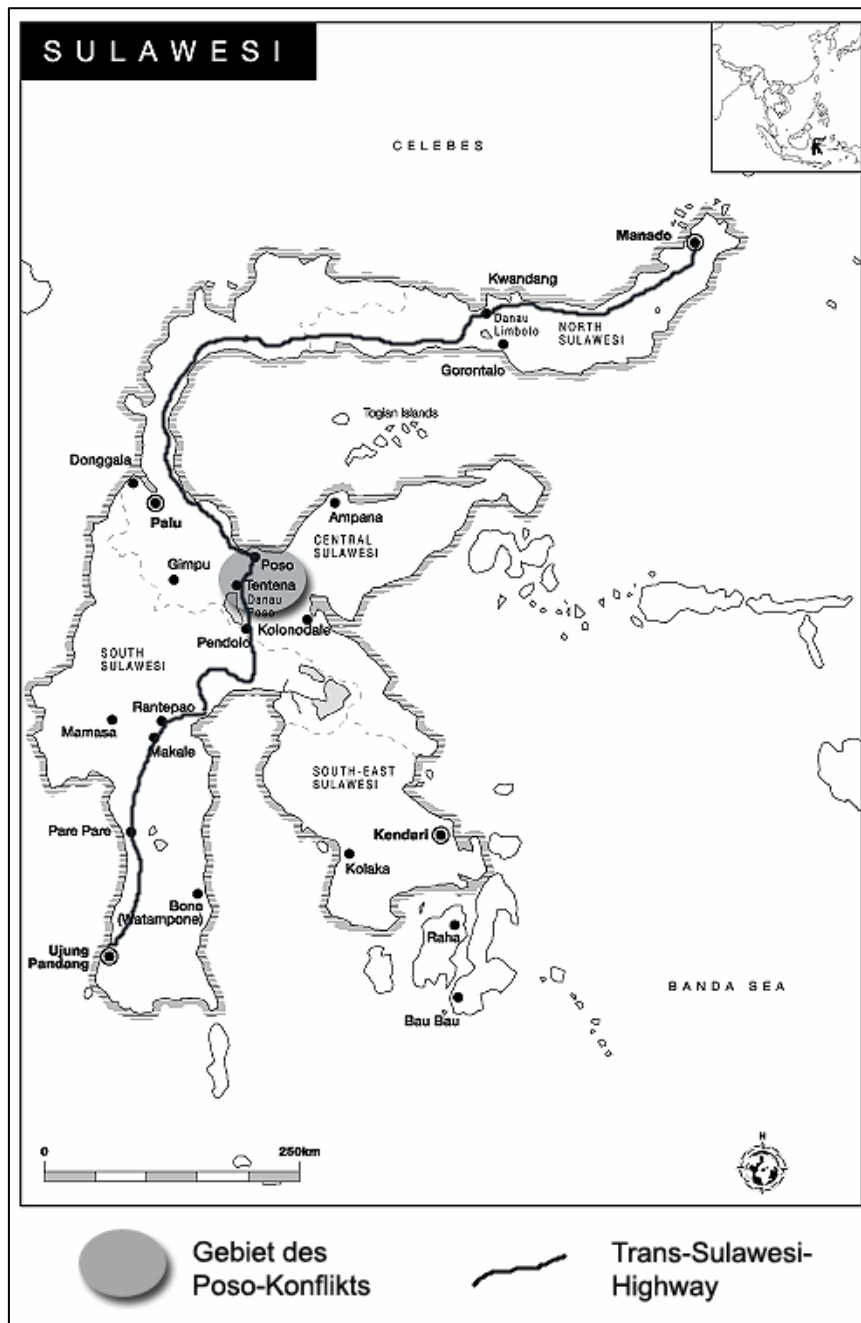 SULAWESI
CELEBES
Manado
Kwandang
Danau
Limbolo
NORTH
SULAWESI
Gorontalo
Togian Islands
Donggala
Palu
Ampana
CENTRAL
SULAWESI
Poso
Gimpu
Tentena
Danau
Poso
Kolonodale
Pendolo
SOUTH
SULAWESI
Rantepao
Mamasa
Makale
SOUTH-EAST
SULAWESI
Pare Pare
Kendari
Kolaka
Bone
(Watampone)
Raha
Ujung
Pandang
BANDA SEA
Bau Bau
0 250km
N
Gebiet des
Poso-Konflikts
Trans-Sulawesi-
Highway